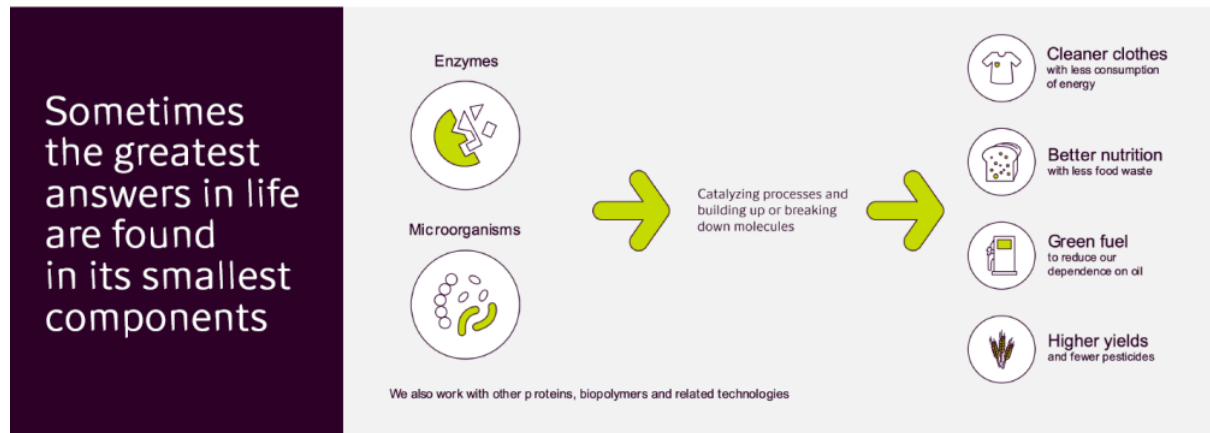 Sometimes
the greatest
answers in life
are found
in its smallest
components
Enzymes
Microorganisms
We also work with other proteins, biopolymers and related technologies
Catalyzing processes and
building up or breaking
down molecules
Cleaner clothes
with less consumption
of energy
Better nutrition
with less food waste
Green fuel
to reduce our
dependence on oil
Higher yields
and fewer pesticides